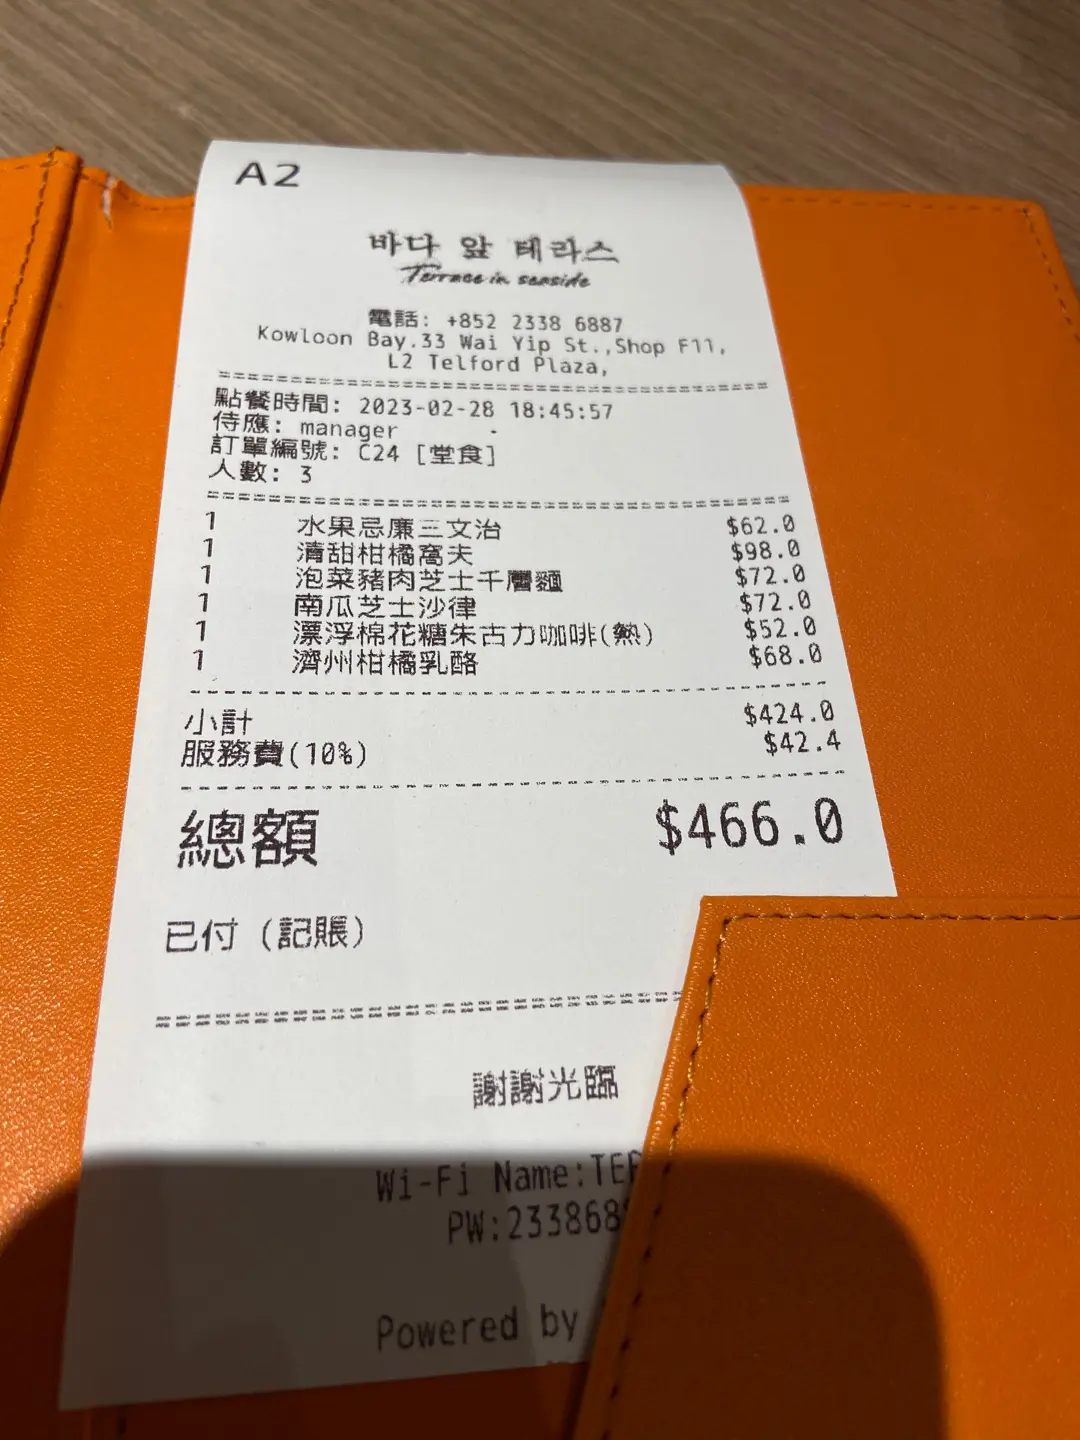 A2
바다 앞 테라스
Terrace in seaside
電話: +852 2338 6887
Kowloon Bay.33 Wai Yip St.,Shop F11,
L2 Telford Plaza,
點餐時間: 2023-02-28 18:45:57
侍應: manager
訂單編號: C24 [堂食]
人數: 3
1 水果忌廉三文治 $62.0
1 清甜柑橘窩夫 $98.0
1 泡菜豬肉芝士千層麵 $72.0
1 南瓜芝士沙律 $72.0
1 漂浮棉花糖朱古力咖啡(熱) $52.0
1 濟州柑橘乳酪 $68.0
小計 $424.0
服務費(10%) $42.4
總額 $466.0
已付 (記賬)
謝謝光臨
Wi-Fi Name:TER
PW:233868
Powered by